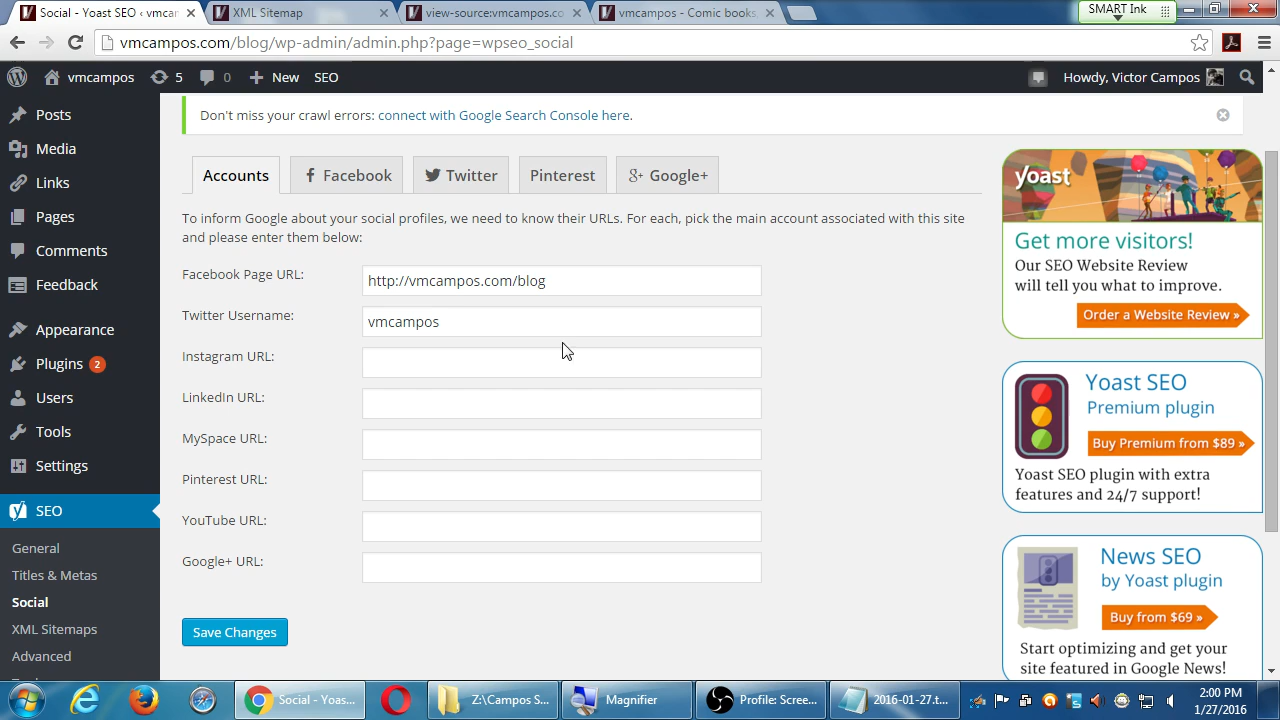 Social - Yoast SEO ‹ vmcar
XML Sitemap
view-source:vmcampos.co
vmcampos - Comic books,
SMART Ink
vmcampos.com/blog/wp-admin/admin.php?page=wpseo_social
vmcampos
5
0
New
SEO
Howdy, Victor Campos
Posts
Media
Links
Pages
Comments
Feedback
Appearance
Plugins 2
Users
Tools
Settings
SEO
General
Titles & Metas
Social
XML Sitemaps
Advanced
Don't miss your crawl errors: connect with Google Search Console here.
Accounts
Facebook
Twitter
Pinterest
Google+
To inform Google about your social profiles, we need to know their URLs. For each, pick the main account associated with this site
and please enter them below:
Facebook Page URL:
http://vmcampos.com/blog
Twitter Username:
vmcampos
Instagram URL:
LinkedIn URL:
MySpace URL:
Pinterest URL:
YouTube URL:
Google+ URL:
Save Changes
yoast
Get more visitors!
Our SEO Website Review
will tell you what to improve.
Order a Website Review »
Yoast SEO
Premium plugin
Buy Premium from $89 »
Yoast SEO plugin with extra
features and 24/7 support!
News SEO
by Yoast plugin
Buy from $69 »
Start optimizing and get your
site featured in Google News!
Social - Yoas...
Z:\Campos S...
Magnifier
Profile: Scree...
2016-01-27.t...
2:00 PM
1/27/2016